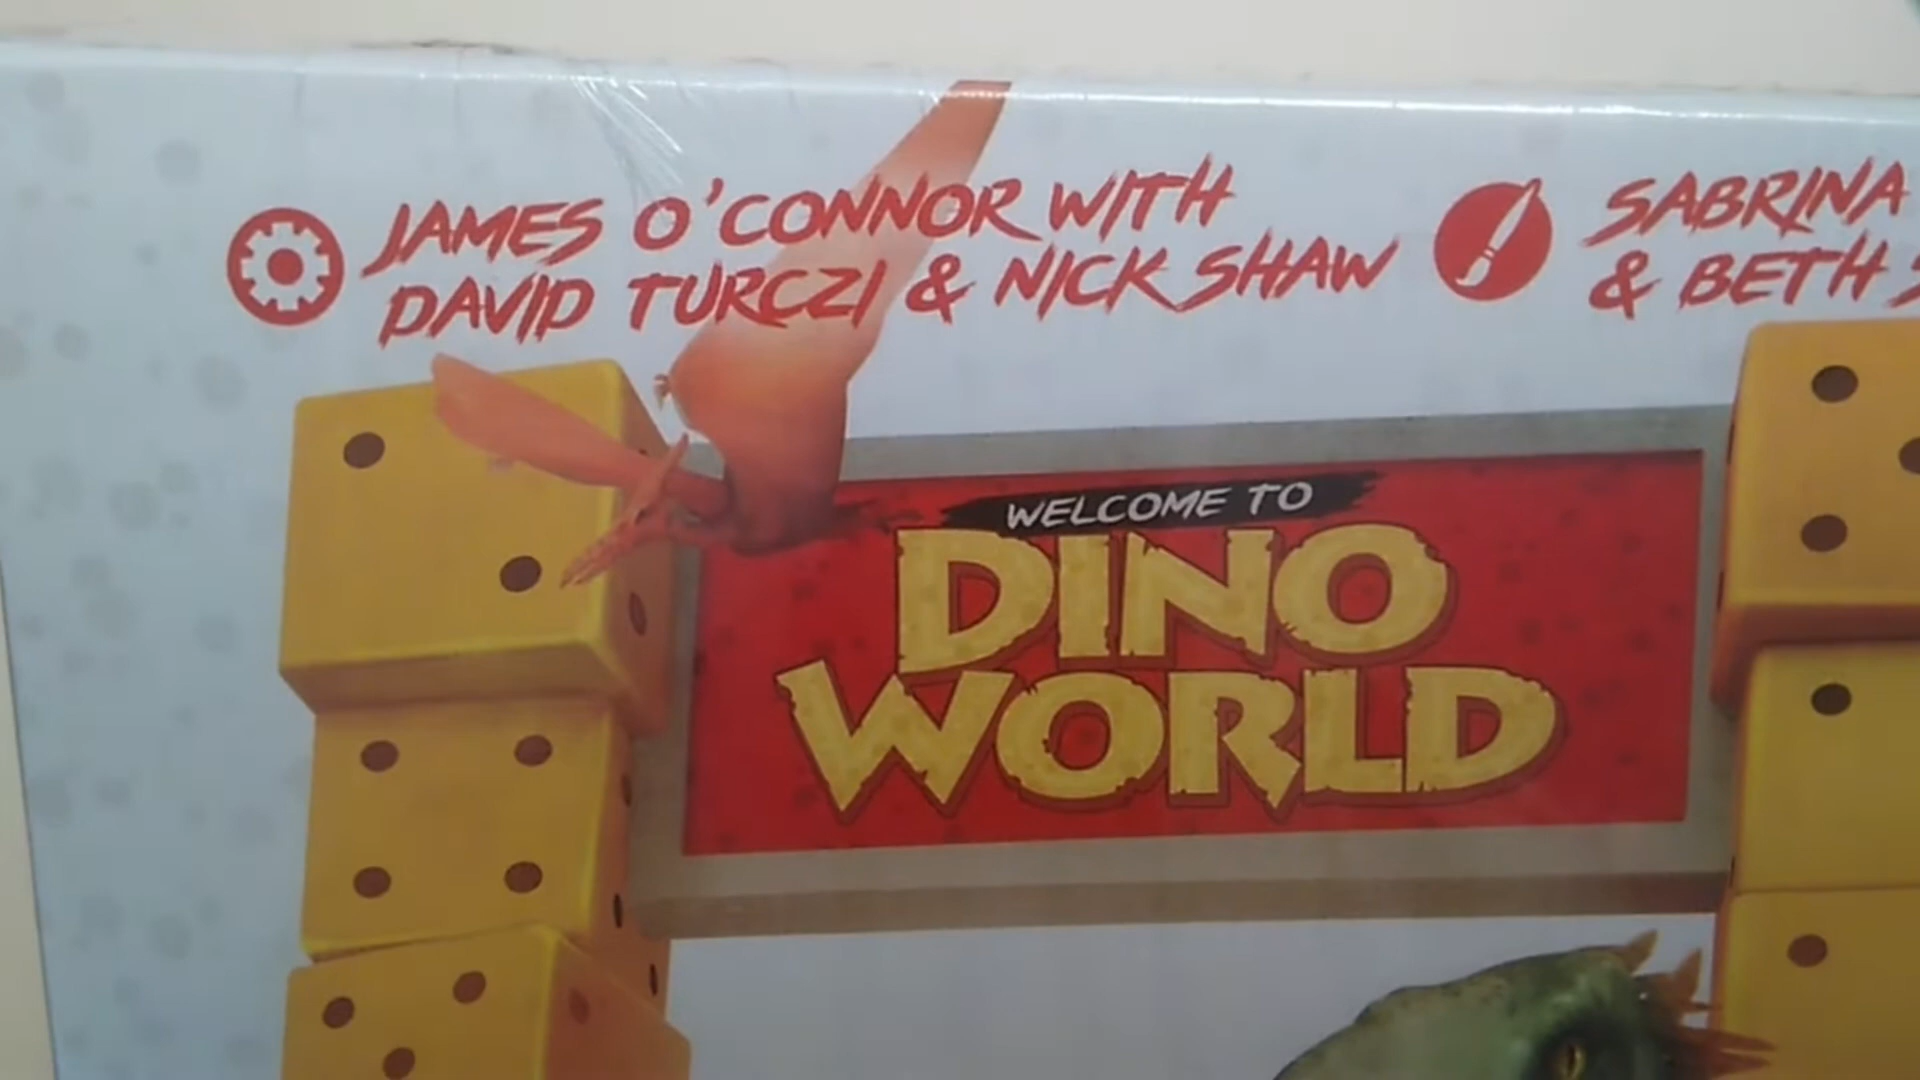 JAMES O'CONNOR WITH
DAVID TURCZI & NICK SHAW
SABRINA
& BETH
WELCOME TO
DINO
WORLD